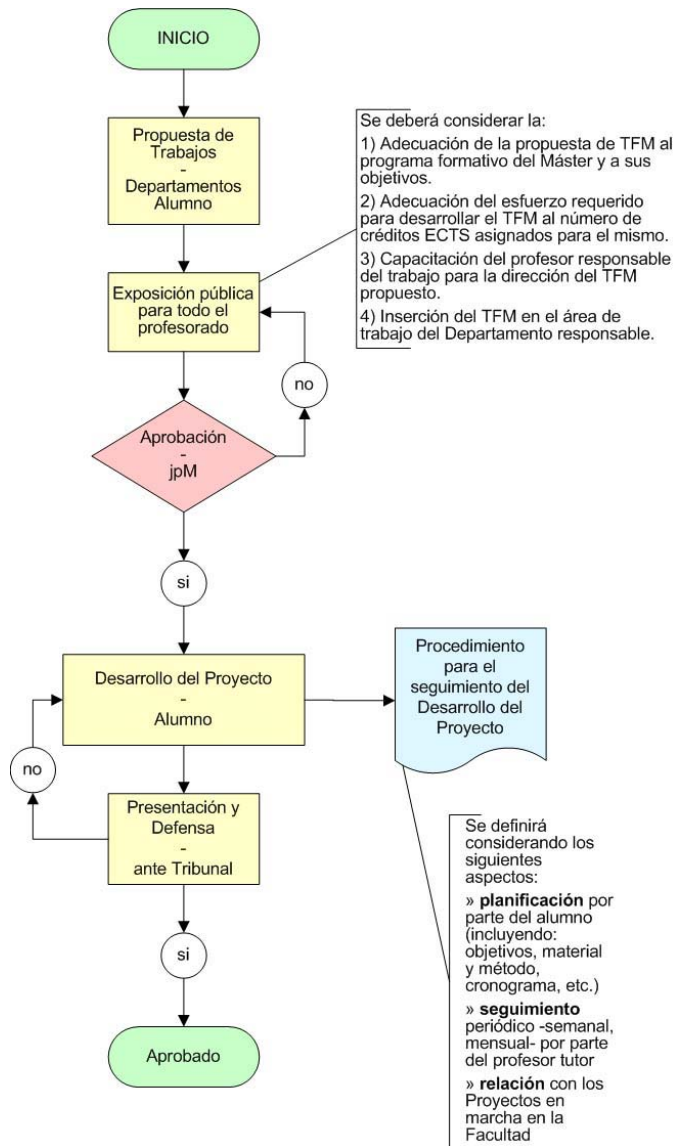 INICIO
Propuesta de
Trabajos
-
Departamentos
Alumno
Se deberá considerar la:
1) Adecuación de la propuesta de TFM al
programa formativo del Máster y a sus
objetivos.
2) Adecuación del esfuerzo requerido
para desarrollar el TFM al número de
créditos ECTS asignados para el mismo.
3) Capacitación del profesor responsable
del trabajo para la dirección del TFM
propuesto.
4) Inserción del TFM en el área de
trabajo del Departamento responsable.
Exposición pública
para todo el
profesorado
no
Aprobación
-
jpM
si
Desarrollo del Proyecto
-
Alumno
Procedimiento
para el
seguimiento del
Desarrollo del
Proyecto
no
Presentación y
Defensa
-
ante Tribunal
si
Aprobado
Se definirá
considerando los
siguientes
aspectos:
» planificación por
parte del alumno
(incluyendo:
objetivos, material
y método,
cronograma, etc.)
» seguimiento
periódico -semanal,
mensual- por parte
del profesor tutor
» relación con los
Proyectos en
marcha en la
Facultad